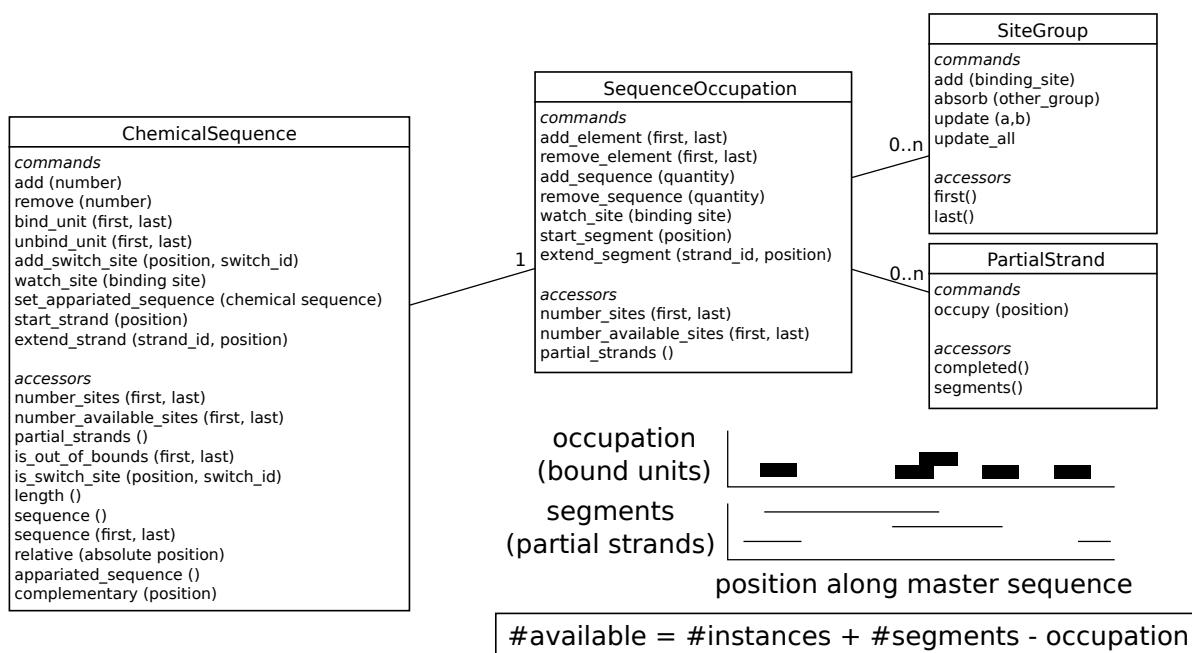 ChemicalSequence
commands
add (number)
remove (number)
bind_unit (first, last)
unbind_unit (first, last)
add_switch_site (position, switch_id)
watch_site (binding site)
set_appariated_sequence (chemical sequence)
start_strand (position)
extend_strand (strand_id, position)
accessors
number_sites (first, last)
number_available_sites (first, last)
partial_strands ()
is_out_of_bounds (first, last)
is_switch_site (position, switch_id)
length ()
sequence ()
sequence (first, last)
relative (absolute position)
appariated_sequence ()
complementary (position)
1
SequenceOccupation
commands
add_element (first, last)
remove_element (first, last)
add_sequence (quantity)
remove_sequence (quantity)
watch_site (binding site)
start_segment (position)
extend_segment (strand_id, position)
accessors
number_sites (first, last)
number_available_sites (first, last)
partial_strands ()
0..n
0..n
SiteGroup
commands
add (binding_site)
absorb (other_group)
update (a,b)
update_all
accessors
first()
last()
PartialStrand
commands
occupy (position)
accessors
completed()
segments()
occupation
(bound units)
segments
(partial strands)
position along master sequence
#available = #instances + #segments - occupation